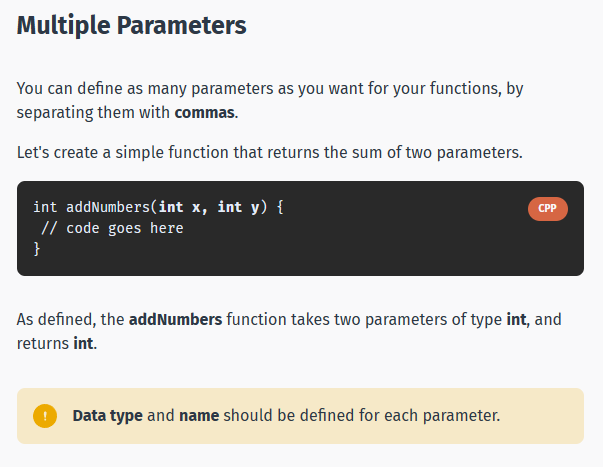 Multiple Parameters
You can define as many parameters as you want for your functions, by
separating them with commas.
Let's create a simple function that returns the sum of two parameters.
int addNumbers(int x, int y) {
CPP
// code goes here
}
As defined, the addNumbers function takes two parameters of type int, and
returns int.
! Data type and name should be defined for each parameter.